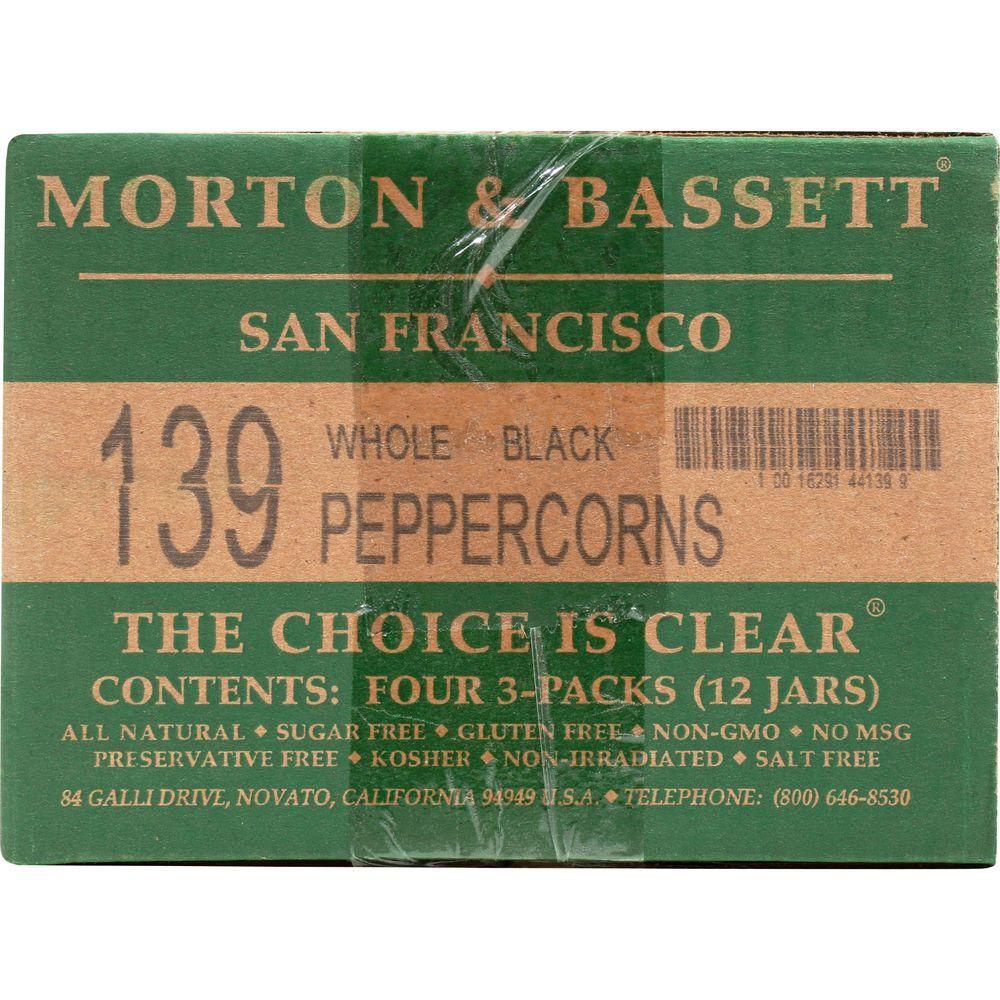 MORTON & BASSETT®
SAN FRANCISCO
139 WHOLE BLACK
PEPPERCORNS
1 00 16291 44139 9
THE CHOICE IS CLEAR®
CONTENTS: FOUR 3-PACKS (12 JARS)
ALL NATURAL ◆ SUGAR FREE ◆ GLUTEN FREE ◆ NON-GMO ◆ NO MSG
PRESERVATIVE FREE ◆ KOSHER ◆ NON-IRRADIATED ◆ SALT FREE
84 GALLI DRIVE, NOVATO, CALIFORNIA 94949 U.S.A. ◆ TELEPHONE: (800) 646-8530